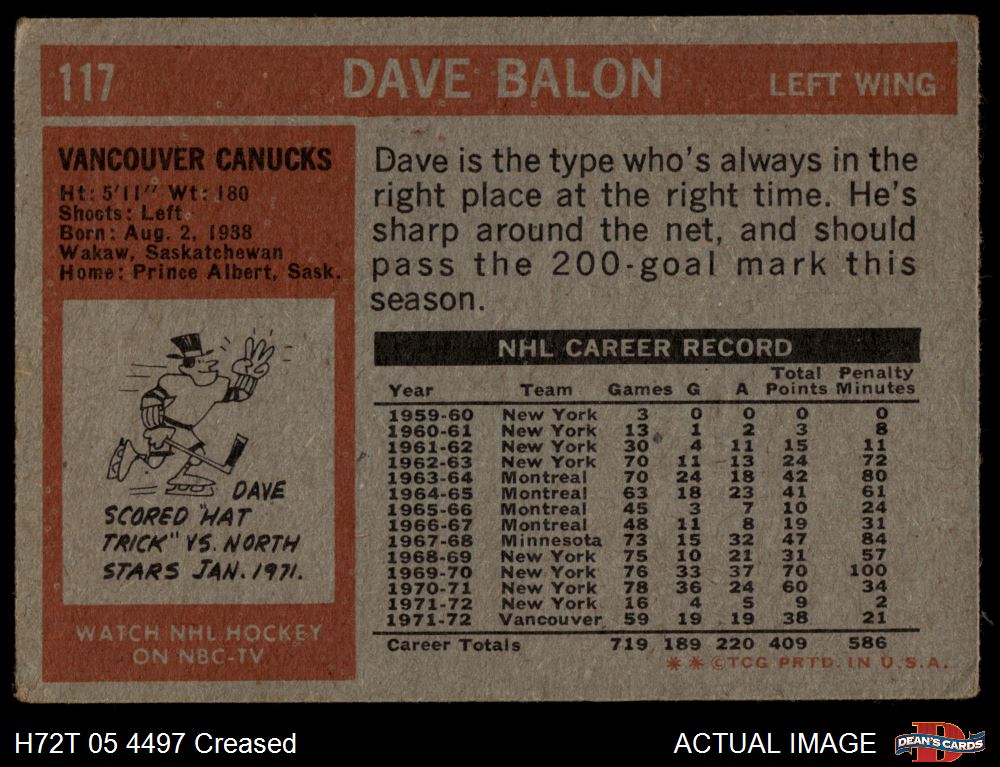 117 DAVE BALON LEFT WING
VANCOUVER CANUCKS
Ht: 5'11" Wt: 180
Shoots: Left
Born: Aug. 2, 1938
Wakaw, Saskatchewan
Home: Prince Albert, Sask.
DAVE
SCORED "HAT
TRICK" VS. NORTH
STARS JAN. 1971.
WATCH NHL HOCKEY
ON NBC-TV
Dave is the type who's always in the
right place at the right time. He's
sharp around the net, and should
pass the 200-goal mark this
season.
NHL CAREER RECORD
Total Penalty
Year Team Games G A Points Minutes
1959-60 New York 3 0 0 0 0
1960-61 New York 13 1 2 3 8
1961-62 New York 30 4 11 15 11
1962-63 New York 70 11 13 24 72
1963-64 Montreal 70 24 18 42 80
1964-65 Montreal 63 18 23 41 61
1965-66 Montreal 45 3 7 10 24
1966-67 Montreal 48 11 8 19 31
1967-68 Minnesota 73 15 32 47 84
1968-69 New York 75 10 21 31 57
1969-70 New York 76 33 37 70 100
1970-71 New York 78 36 24 60 34
1971-72 New York 16 4 5 9 2
1971-72 Vancouver 59 19 19 38 21
Career Totals 719 189 220 409 586
* * ©TCG PRTD. IN U.S.A.
H72T 05 4497 Creased
ACTUAL IMAGE
D
DEAN'S CARDS